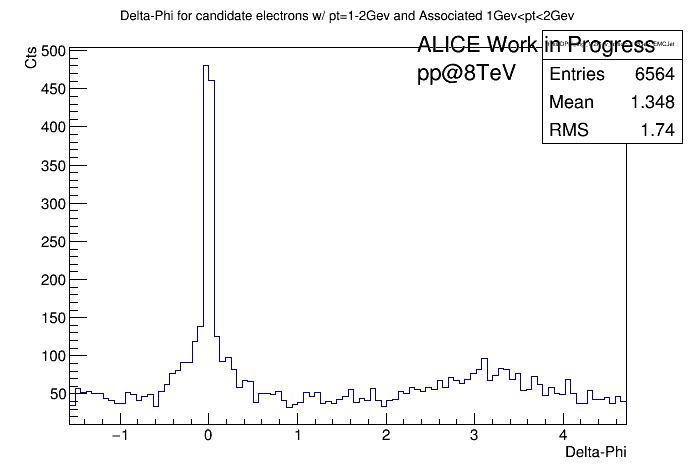 Delta-Phi for candidate electrons w/ pt=1-2Gev and Associated 1Gev<pt<2Gev
Cts
ALICE Work in Progress
pp@8TeV
Entries 6564
Mean 1.348
RMS 1.74
500
450
400
350
300
250
200
150
100
50
−1 0 1 2 3 4
Delta-Phi